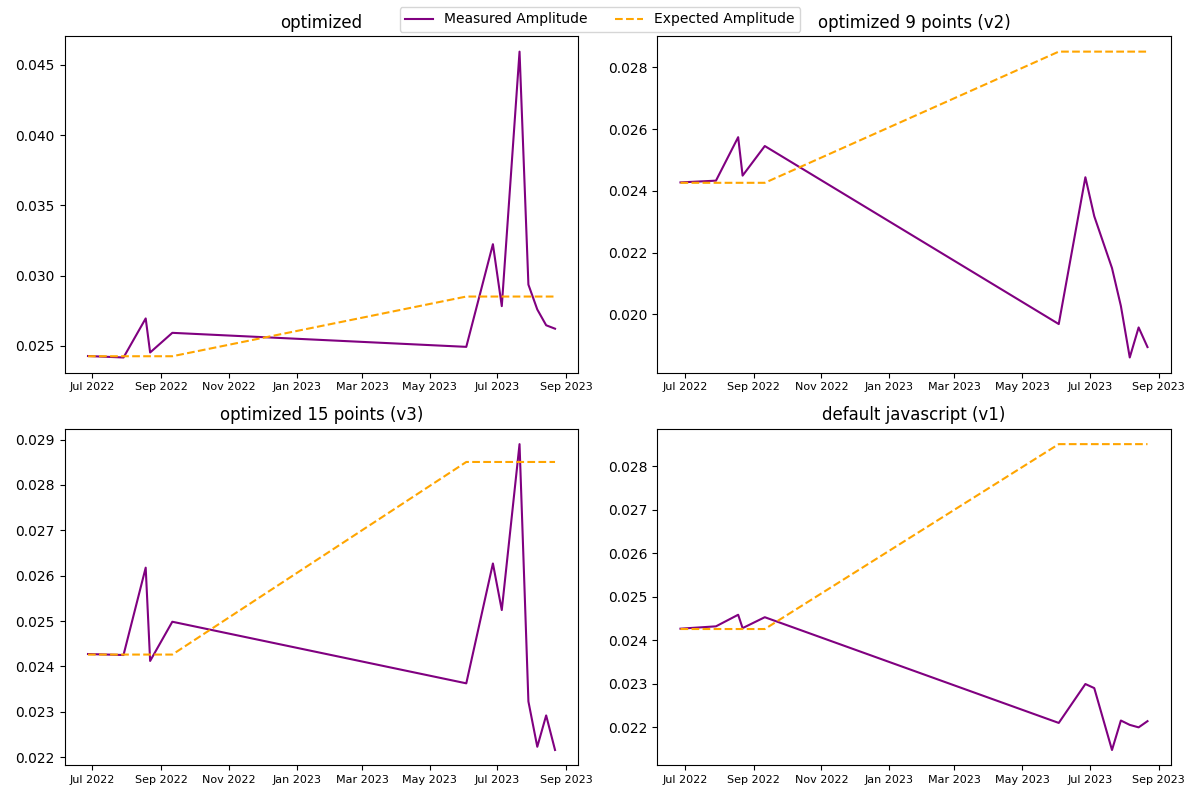 Measured Amplitude
Expected Amplitude
optimized
0.045
0.040
0.035
0.030
0.025
Jul 2022 Sep 2022 Nov 2022 Jan 2023 Mar 2023 May 2023 Jul 2023 Sep 2023
optimized 9 points (v2)
0.028
0.026
0.024
0.022
0.020
Jul 2022 Sep 2022 Nov 2022 Jan 2023 Mar 2023 May 2023 Jul 2023 Sep 2023
optimized 15 points (v3)
0.029
0.028
0.027
0.026
0.025
0.024
0.023
0.022
Jul 2022 Sep 2022 Nov 2022 Jan 2023 Mar 2023 May 2023 Jul 2023 Sep 2023
default javascript (v1)
0.028
0.027
0.026
0.025
0.024
0.023
0.022
Jul 2022 Sep 2022 Nov 2022 Jan 2023 Mar 2023 May 2023 Jul 2023 Sep 2023